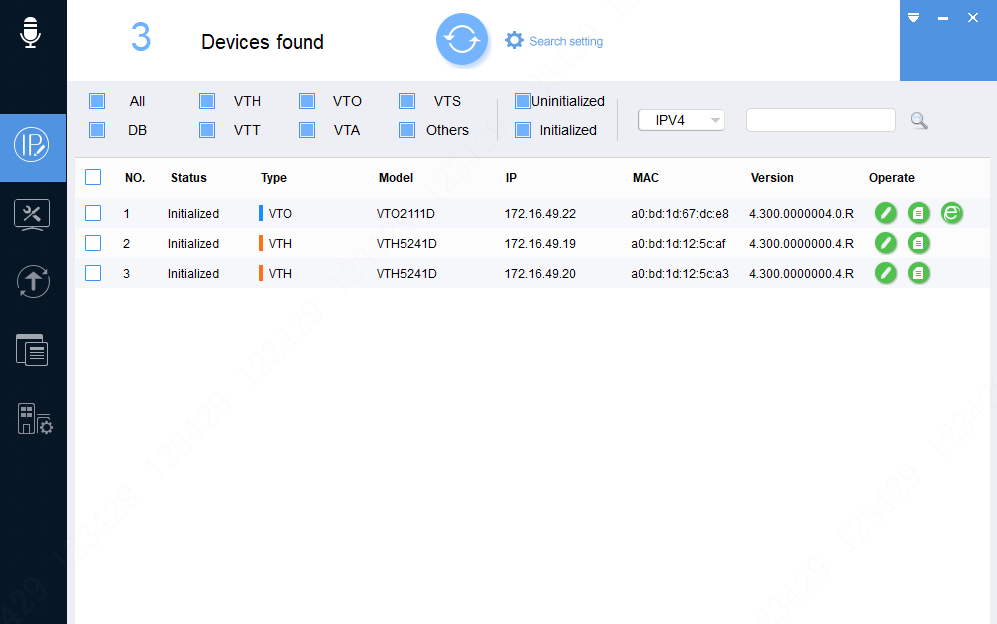 3 Devices found Search setting
All VTH VTO VTS Uninitialized
DB VTT VTA Others Initialized
IPV4
IP
NO. Status Type Model IP MAC Version Operate
1 Initialized VTO VTO2111D 172.16.49.22 a0:bd:1d:67:dc:e8 4.300.0000004.0.R
2 Initialized VTH VTH5241D 172.16.49.19 a0:bd:1d:12:5c:af 4.300.0000000.4.R
3 Initialized VTH VTH5241D 172.16.49.20 a0:bd:1d:12:5c:a3 4.300.0000000.4.R
123429